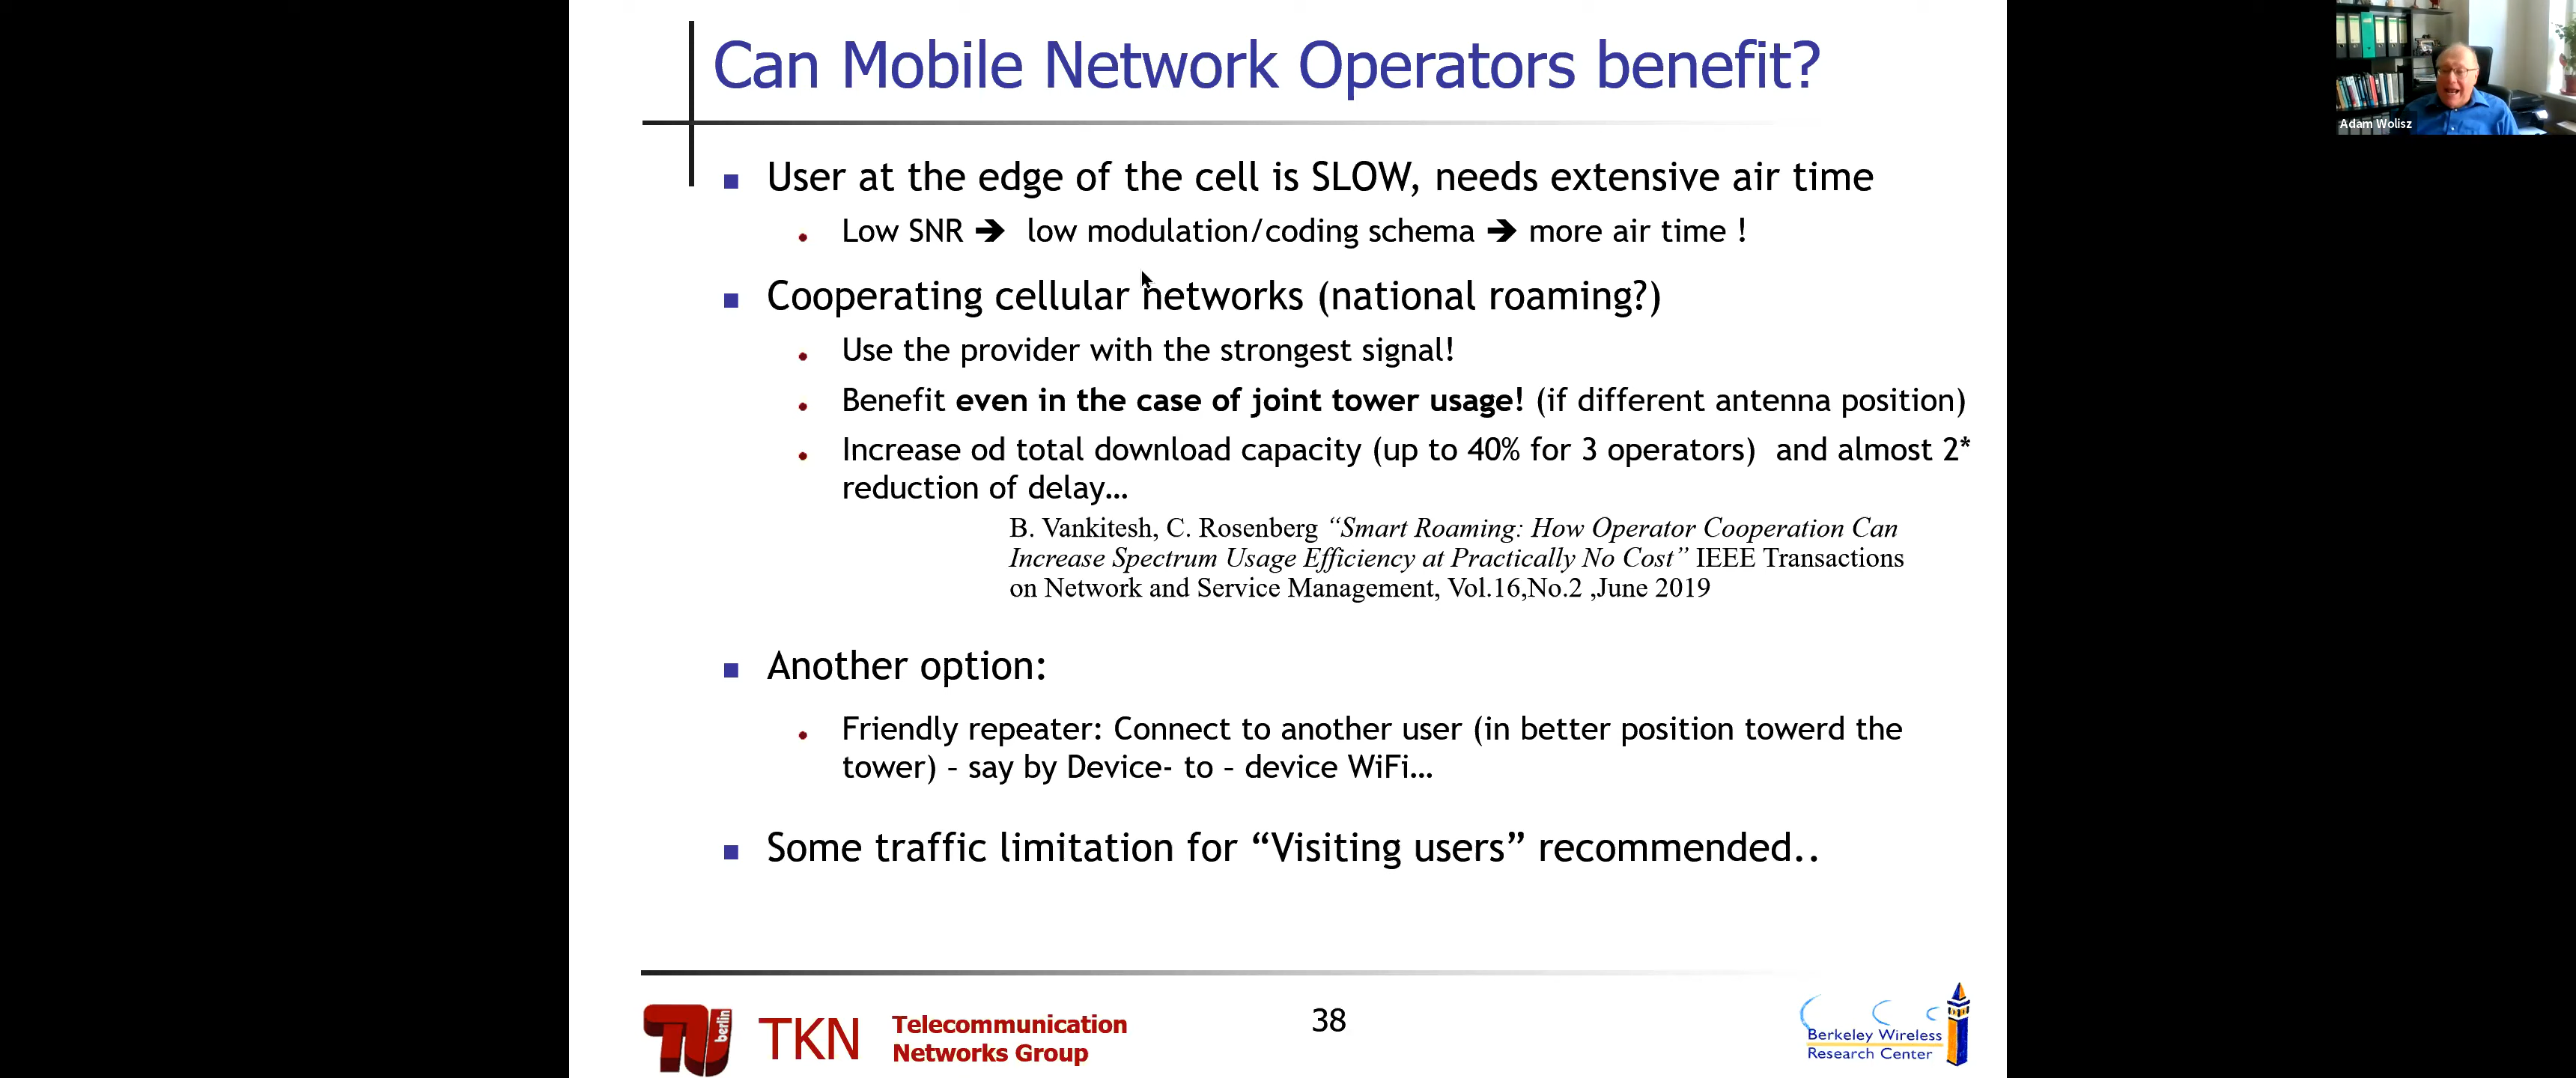 Can Mobile Network Operators benefit?
Adam Wolisz
User at the edge of the cell is SLOW, needs extensive air time
Low SNR ➔ low modulation/coding schema ➔ more air time !
Cooperating cellular networks (national roaming?)
Use the provider with the strongest signal!
Benefit even in the case of joint tower usage! (if different antenna position)
Increase od total download capacity (up to 40% for 3 operators) and almost 2*
reduction of delay…
B. Vankitesh, C. Rosenberg “Smart Roaming: How Operator Cooperation Can
Increase Spectrum Usage Efficiency at Practically No Cost” IEEE Transactions
on Network and Service Management, Vol.16,No.2 ,June 2019
Another option:
Friendly repeater: Connect to another user (in better position towerd the
tower) – say by Device- to – device WiFi…
Some traffic limitation for “Visiting users” recommended..
berlin
TKN
Telecommunication
Networks Group
38
Berkeley Wireless
Research Center